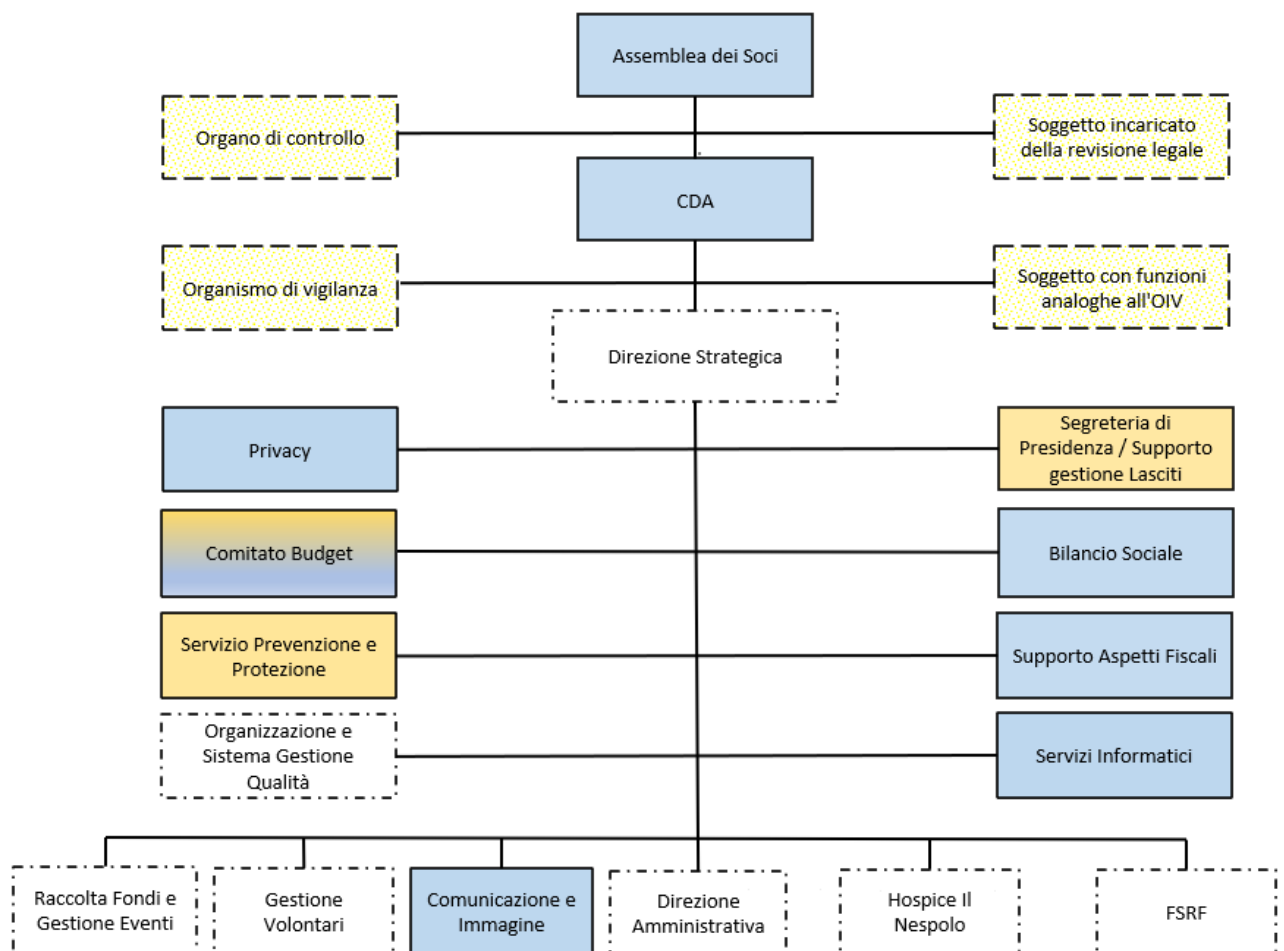 Assemblea dei Soci
Organo di controllo
Soggetto incaricato
della revisione legale
CDA
Organismo di vigilanza
Soggetto con funzioni
analoghe all'OIV
Direzione Strategica
Privacy
Segreteria di
Presidenza / Supporto
gestione Lasciti
Comitato Budget
Bilancio Sociale
Servizio Prevenzione e
Protezione
Supporto Aspetti Fiscali
Organizzazione e
Sistema Gestione
Qualità
Servizi Informatici
Raccolta Fondi e
Gestione Eventi
Gestione
Volontari
Comunicazione e
Immagine
Direzione
Amministrativa
Hospice Il
Nespolo
FSRF